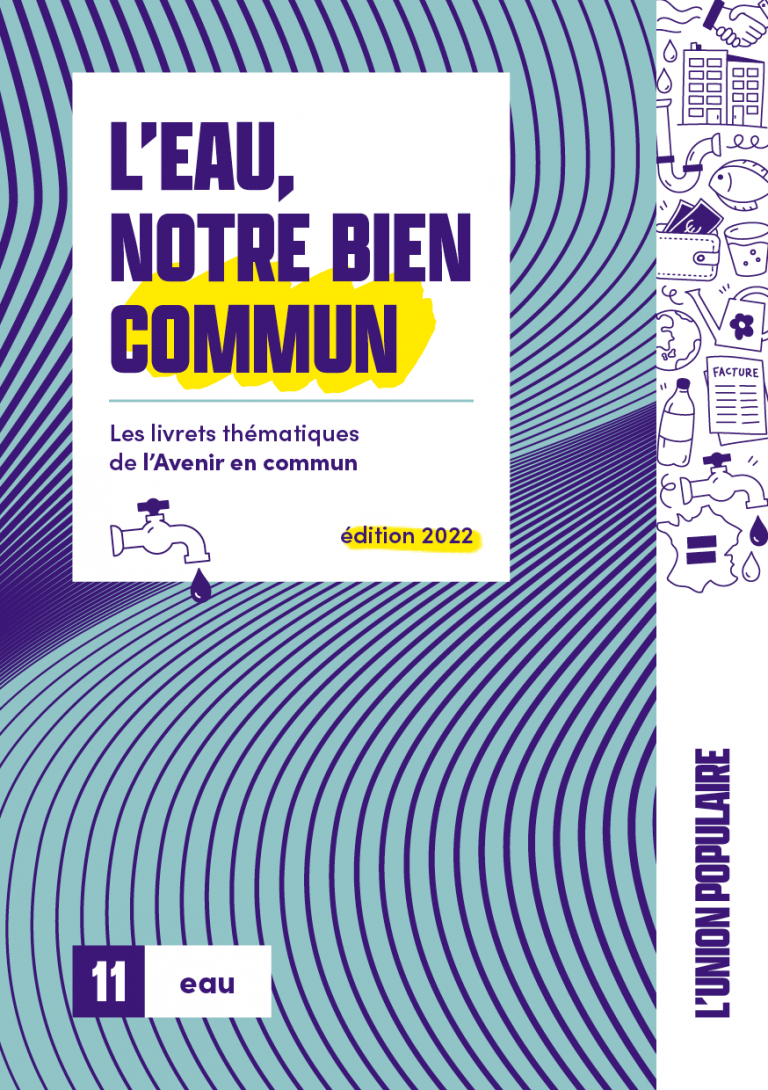 L'EAU,
NOTRE BIEN
COMMUN
Les livrets thématiques
de l'Avenir en commun
édition 2022
FACTURE
11
eau
L'UNION POPULAIRE